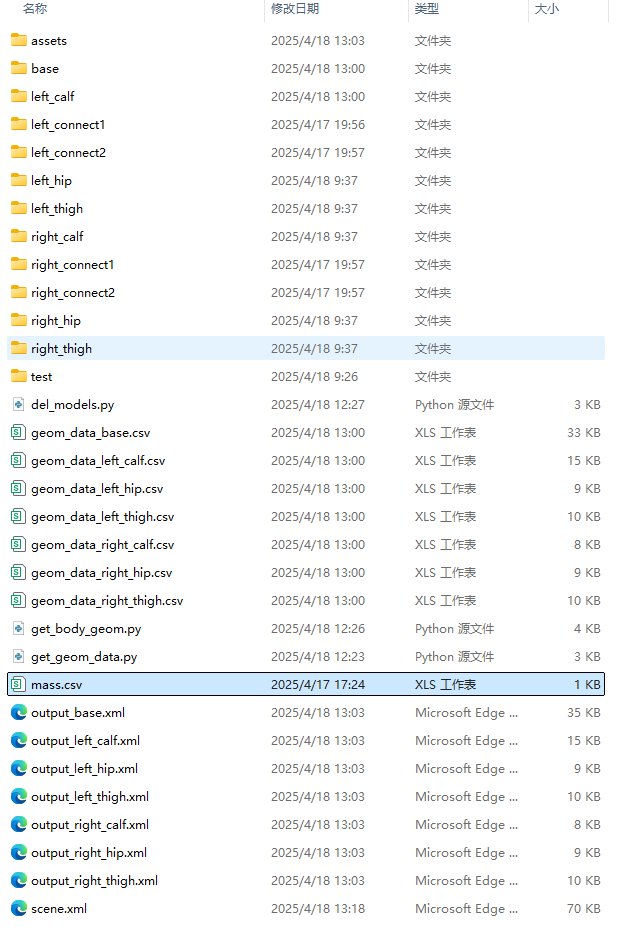 名称 修改日期 类型 大小
assets 2025/4/18 13:03 文件夹
base 2025/4/18 13:00 文件夹
left_calf 2025/4/18 13:00 文件夹
left_connect1 2025/4/17 19:56 文件夹
left_connect2 2025/4/17 19:57 文件夹
left_hip 2025/4/18 9:37 文件夹
left_thigh 2025/4/18 9:37 文件夹
right_calf 2025/4/18 9:37 文件夹
right_connect1 2025/4/17 19:57 文件夹
right_connect2 2025/4/17 19:57 文件夹
right_hip 2025/4/18 9:37 文件夹
right_thigh 2025/4/18 9:37 文件夹
test 2025/4/18 9:26 文件夹
del_models.py 2025/4/18 12:27 Python 源文件 3 KB
geom_data_base.csv 2025/4/18 13:00 XLS 工作表 33 KB
geom_data_left_calf.csv 2025/4/18 13:00 XLS 工作表 15 KB
geom_data_left_hip.csv 2025/4/18 13:00 XLS 工作表 9 KB
geom_data_left_thigh.csv 2025/4/18 13:00 XLS 工作表 10 KB
geom_data_right_calf.csv 2025/4/18 13:00 XLS 工作表 8 KB
geom_data_right_hip.csv 2025/4/18 13:00 XLS 工作表 9 KB
geom_data_right_thigh.csv 2025/4/18 13:00 XLS 工作表 10 KB
get_body_geom.py 2025/4/18 12:26 Python 源文件 4 KB
get_geom_data.py 2025/4/18 12:23 Python 源文件 3 KB
mass.csv 2025/4/17 17:24 XLS 工作表 1 KB
output_base.xml 2025/4/18 13:03 Microsoft Edge ... 35 KB
output_left_calf.xml 2025/4/18 13:03 Microsoft Edge ... 15 KB
output_left_hip.xml 2025/4/18 13:03 Microsoft Edge ... 9 KB
output_left_thigh.xml 2025/4/18 13:03 Microsoft Edge ... 10 KB
output_right_calf.xml 2025/4/18 13:03 Microsoft Edge ... 8 KB
output_right_hip.xml 2025/4/18 13:03 Microsoft Edge ... 9 KB
output_right_thigh.xml 2025/4/18 13:03 Microsoft Edge ... 10 KB
scene.xml 2025/4/18 13:18 Microsoft Edge ... 70 KB